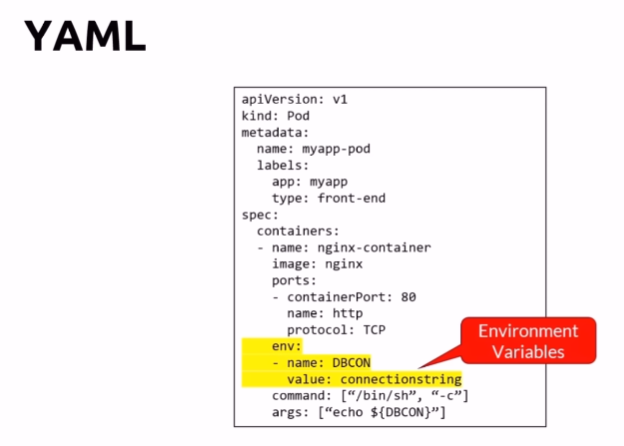 YAML
apiVersion: v1
kind: Pod
metadata:
  name: myapp-pod
  labels:
    app: myapp
    type: front-end
spec:
  containers:
  - name: nginx-container
    image: nginx
    ports:
    - containerPort: 80
      name: http
      protocol: TCP
    env:
    - name: DBCON
      value: connectionstring
    command: [“/bin/sh”, “-c”]
    args: [“echo ${DBCON}”]
Environment
Variables